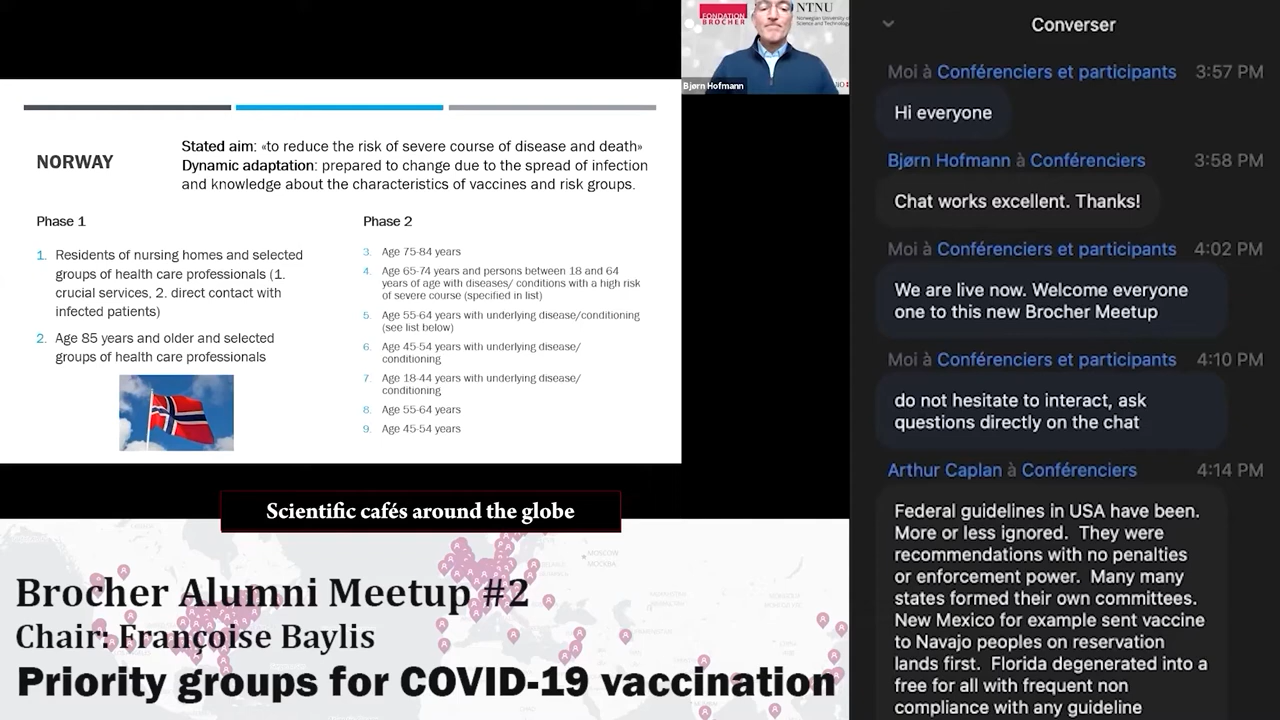 FONDATION
BROCHER
NTNU
Norwegian University of
Science and Technology
Bjørn Hofmann
NORWAY
Stated aim: «to reduce the risk of severe course of disease and death»
Dynamic adaptation: prepared to change due to the spread of infection
and knowledge about the characteristics of vaccines and risk groups.
Phase 1
1. Residents of nursing homes and selected
groups of health care professionals (1.
crucial services, 2. direct contact with
infected patients)
2. Age 85 years and older and selected
groups of health care professionals
Phase 2
3. Age 75-84 years
4. Age 65-74 years and persons between 18 and 64
years of age with diseases/ conditions with a high risk
of severe course (specified in list)
5. Age 55-64 years with underlying disease/conditioning
(see list below)
6. Age 45-54 years with underlying disease/
conditioning
7. Age 18-44 years with underlying disease/
conditioning
8. Age 55-64 years
9. Age 45-54 years
Scientific cafés around the globe
MOSCOW
МОСКВА
Brocher Alumni Meetup #2
Chair: Françoise Baylis
Priority groups for COVID-19 vaccination
Converser
Moi à Conférenciers et participants 3:57 PM
Hi everyone
Bjørn Hofmann à Conférenciers 3:58 PM
Chat works excellent. Thanks!
Moi à Conférenciers et participants 4:02 PM
We are live now. Welcome everyone
one to this new Brocher Meetup
Moi à Conférenciers et participants 4:10 PM
do not hesitate to interact, ask
questions directly on the chat
Arthur Caplan à Conférenciers 4:14 PM
Federal guidelines in USA have been.
More or less ignored. They were
recommendations with no penalties
or enforcement power. Many many
states formed their own committees.
New Mexico for example sent vaccine
to Navajo peoples on reservation
lands first. Florida degenerated into a
free for all with frequent non
compliance with any guideline